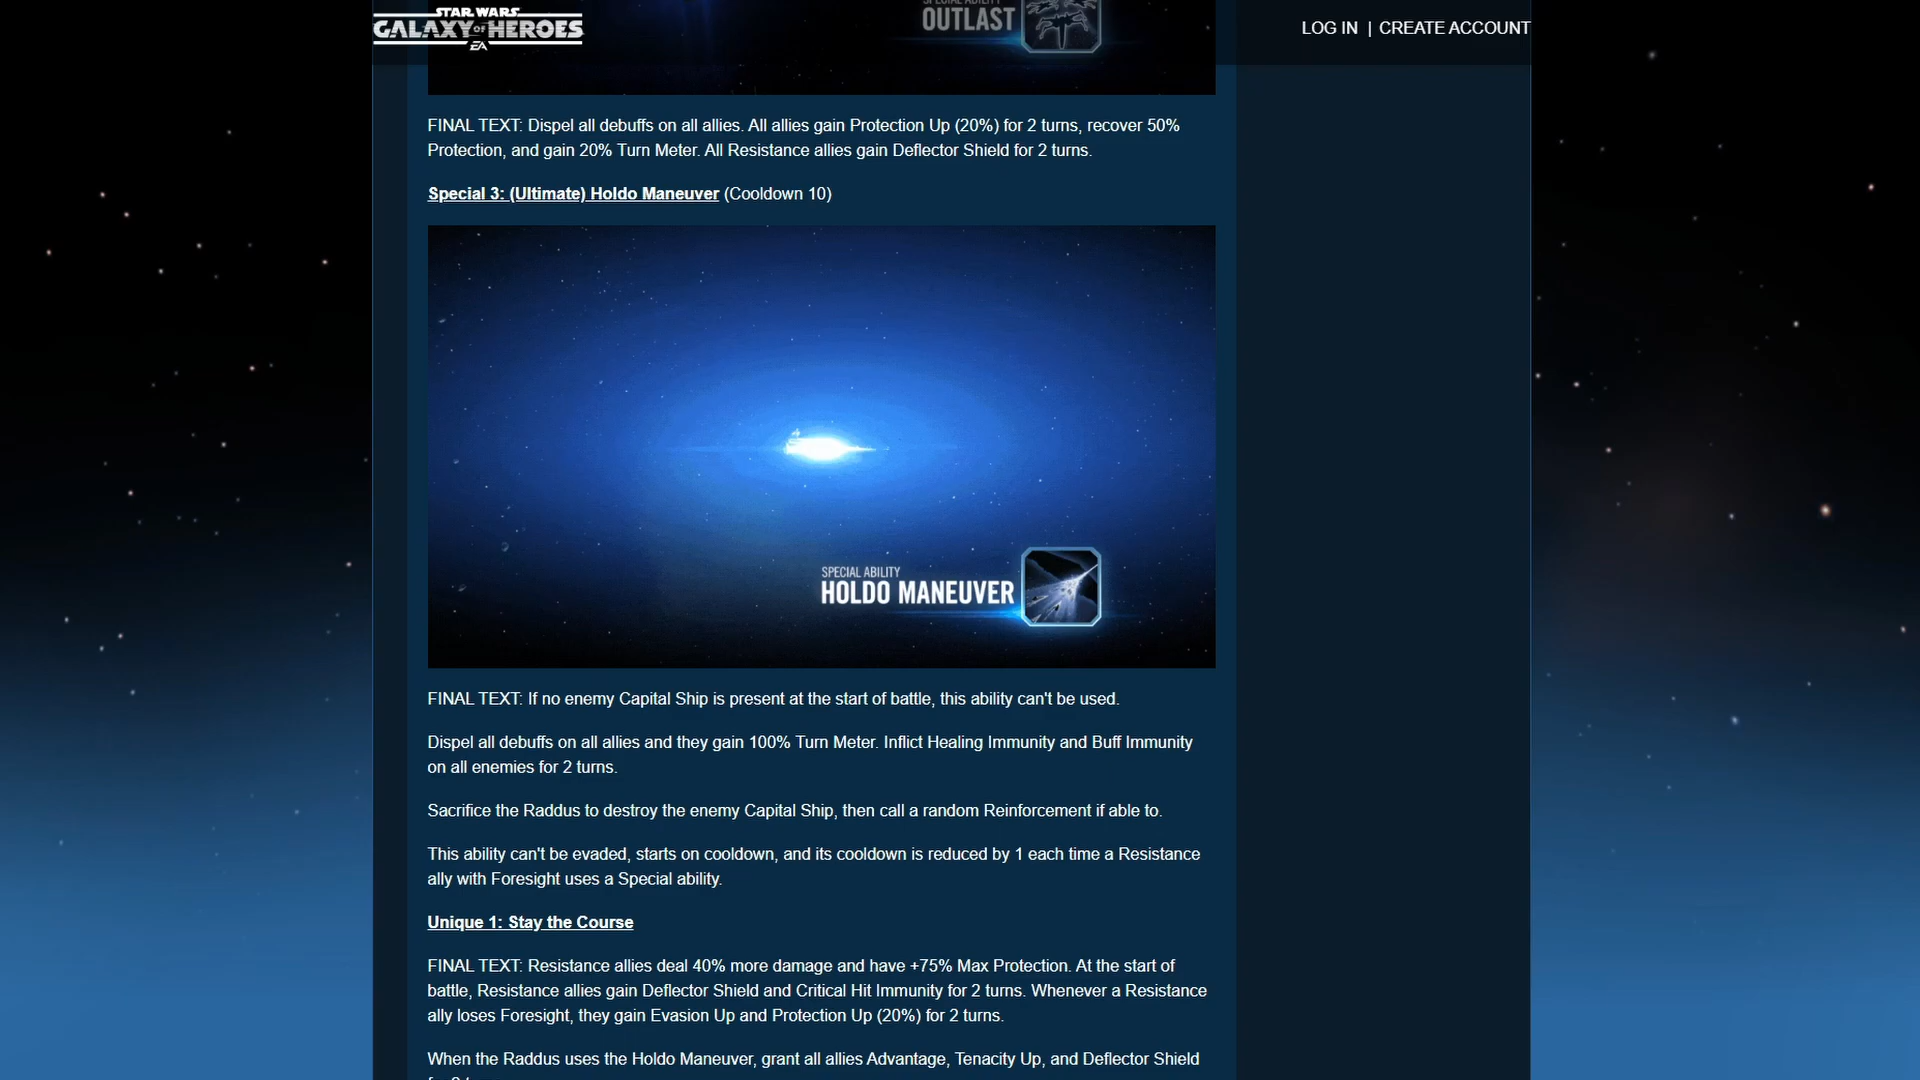 STAR WARS
GALAXY OF HEROES
EA
LOG IN | CREATE ACCOUNT
SPECIAL ABILITY
OUTLAST
FINAL TEXT: Dispel all debuffs on all allies. All allies gain Protection Up (20%) for 2 turns, recover 50%
Protection, and gain 20% Turn Meter. All Resistance allies gain Deflector Shield for 2 turns.
Special 3: (Ultimate) Holdo Maneuver (Cooldown 10)
SPECIAL ABILITY
HOLDO MANEUVER
FINAL TEXT: If no enemy Capital Ship is present at the start of battle, this ability can't be used.
Dispel all debuffs on all allies and they gain 100% Turn Meter. Inflict Healing Immunity and Buff Immunity
on all enemies for 2 turns.
Sacrifice the Raddus to destroy the enemy Capital Ship, then call a random Reinforcement if able to.
This ability can't be evaded, starts on cooldown, and its cooldown is reduced by 1 each time a Resistance
ally with Foresight uses a Special ability.
Unique 1: Stay the Course
FINAL TEXT: Resistance allies deal 40% more damage and have +75% Max Protection. At the start of
battle, Resistance allies gain Deflector Shield and Critical Hit Immunity for 2 turns. Whenever a Resistance
ally loses Foresight, they gain Evasion Up and Protection Up (20%) for 2 turns.
When the Raddus uses the Holdo Maneuver, grant all allies Advantage, Tenacity Up, and Deflector Shield